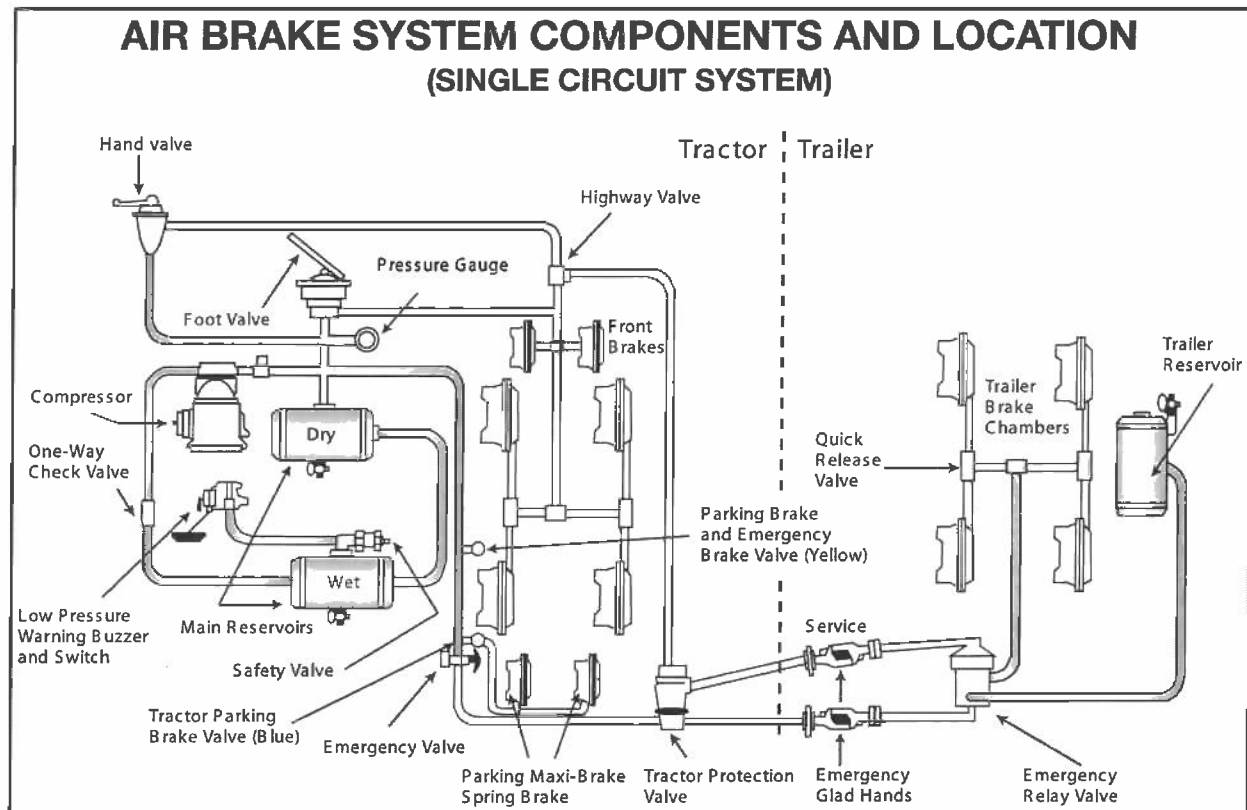 AIR BRAKE SYSTEM COMPONENTS AND LOCATION
(SINGLE CIRCUIT SYSTEM)
Hand valve
Tractor
Trailer
Highway Valve
Pressure Gauge
Foot Valve
Front
Brakes
Trailer
Reservoir
Compressor
Dry
Trailer
Brake
Chambers
One-Way
Check Valve
Quick
Release
Valve
Parking Brake
and Emergency
Brake Valve (Yellow)
Wet
Low Pressure
Warning Buzzer
and Switch
Main Reservoirs
Service
Safety Valve
Tractor Parking
Brake Valve (Blue)
Emergency Valve
Parking Maxi-Brake
Spring Brake
Tractor Protection
Valve
Emergency
Glad Hands
Emergency
Relay Valve